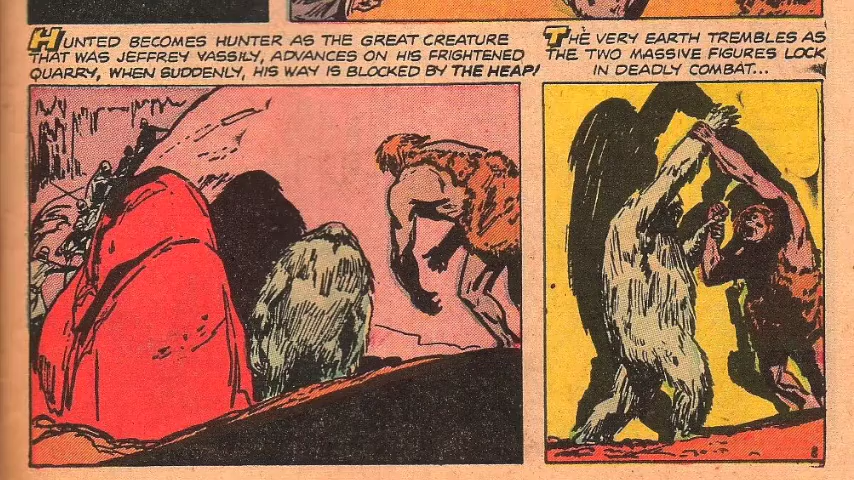 HUNTED BECOMES HUNTER AS THE GREAT CREATURE
THAT WAS JEFFREY VASSILY, ADVANCES ON HIS FRIGHTENED
QUARRY, WHEN SUDDENLY, HIS WAY IS BLOCKED BY THE HEAP!
THE VERY EARTH TREMBLES AS
THE TWO MASSIVE FIGURES LOCK
IN DEADLY COMBAT...
8